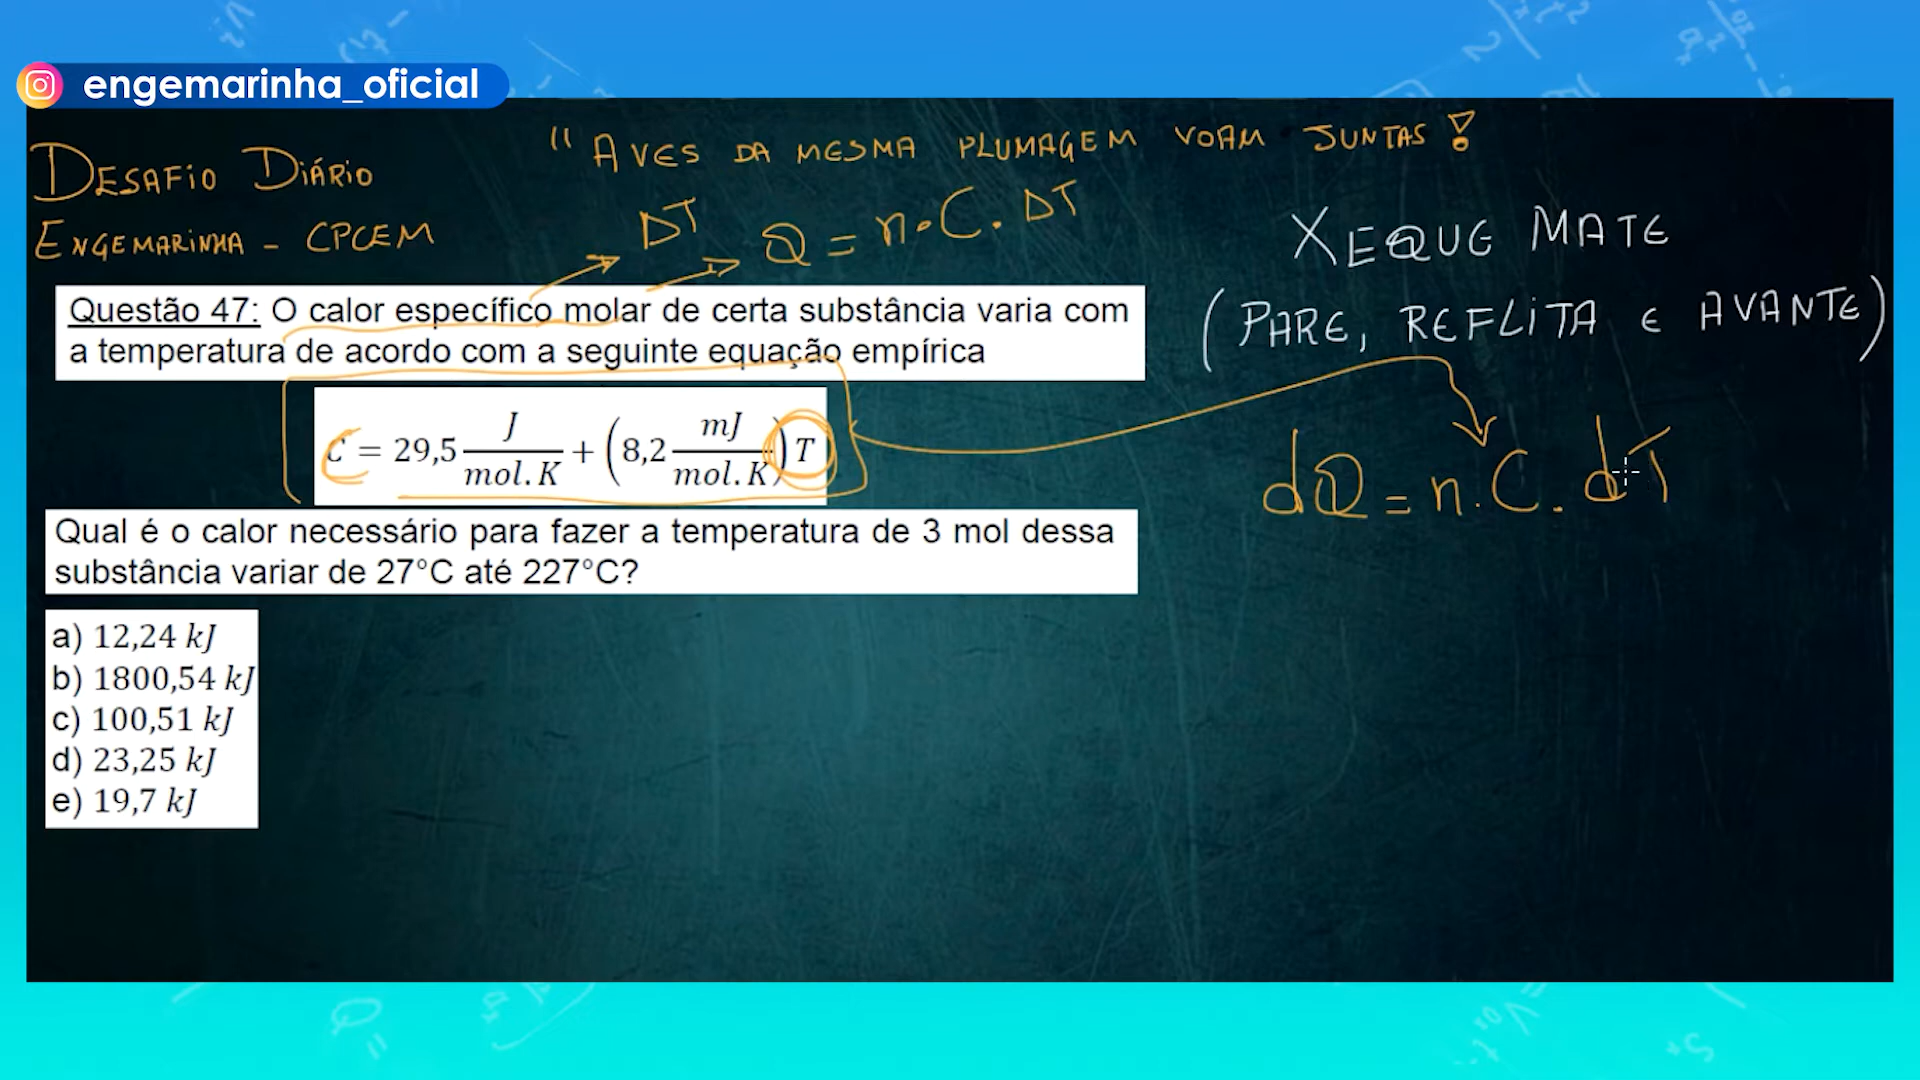 engemarinha_oficial
DESAFIO DIÁRIO
ENGEMARINHA - CPCEM
"AVES DA MESMA PLUMAGEM VOAM JUNTAS!
ΔT
Q = n.C.ΔT
XEQUE MATE
(PARE, REFLITA E AVANTE)
Questão 47: O calor específico molar de certa substância varia com
a temperatura de acordo com a seguinte equação empírica
C = 29,5 J/mol.K + (8,2 mJ/mol.K) T
dQ = n.C.dT
Qual é o calor necessário para fazer a temperatura de 3 mol dessa
substância variar de 27°C até 227°C?
a) 12,24 kJ
b) 1800,54 kJ
c) 100,51 kJ
d) 23,25 kJ
e) 19,7 kJ